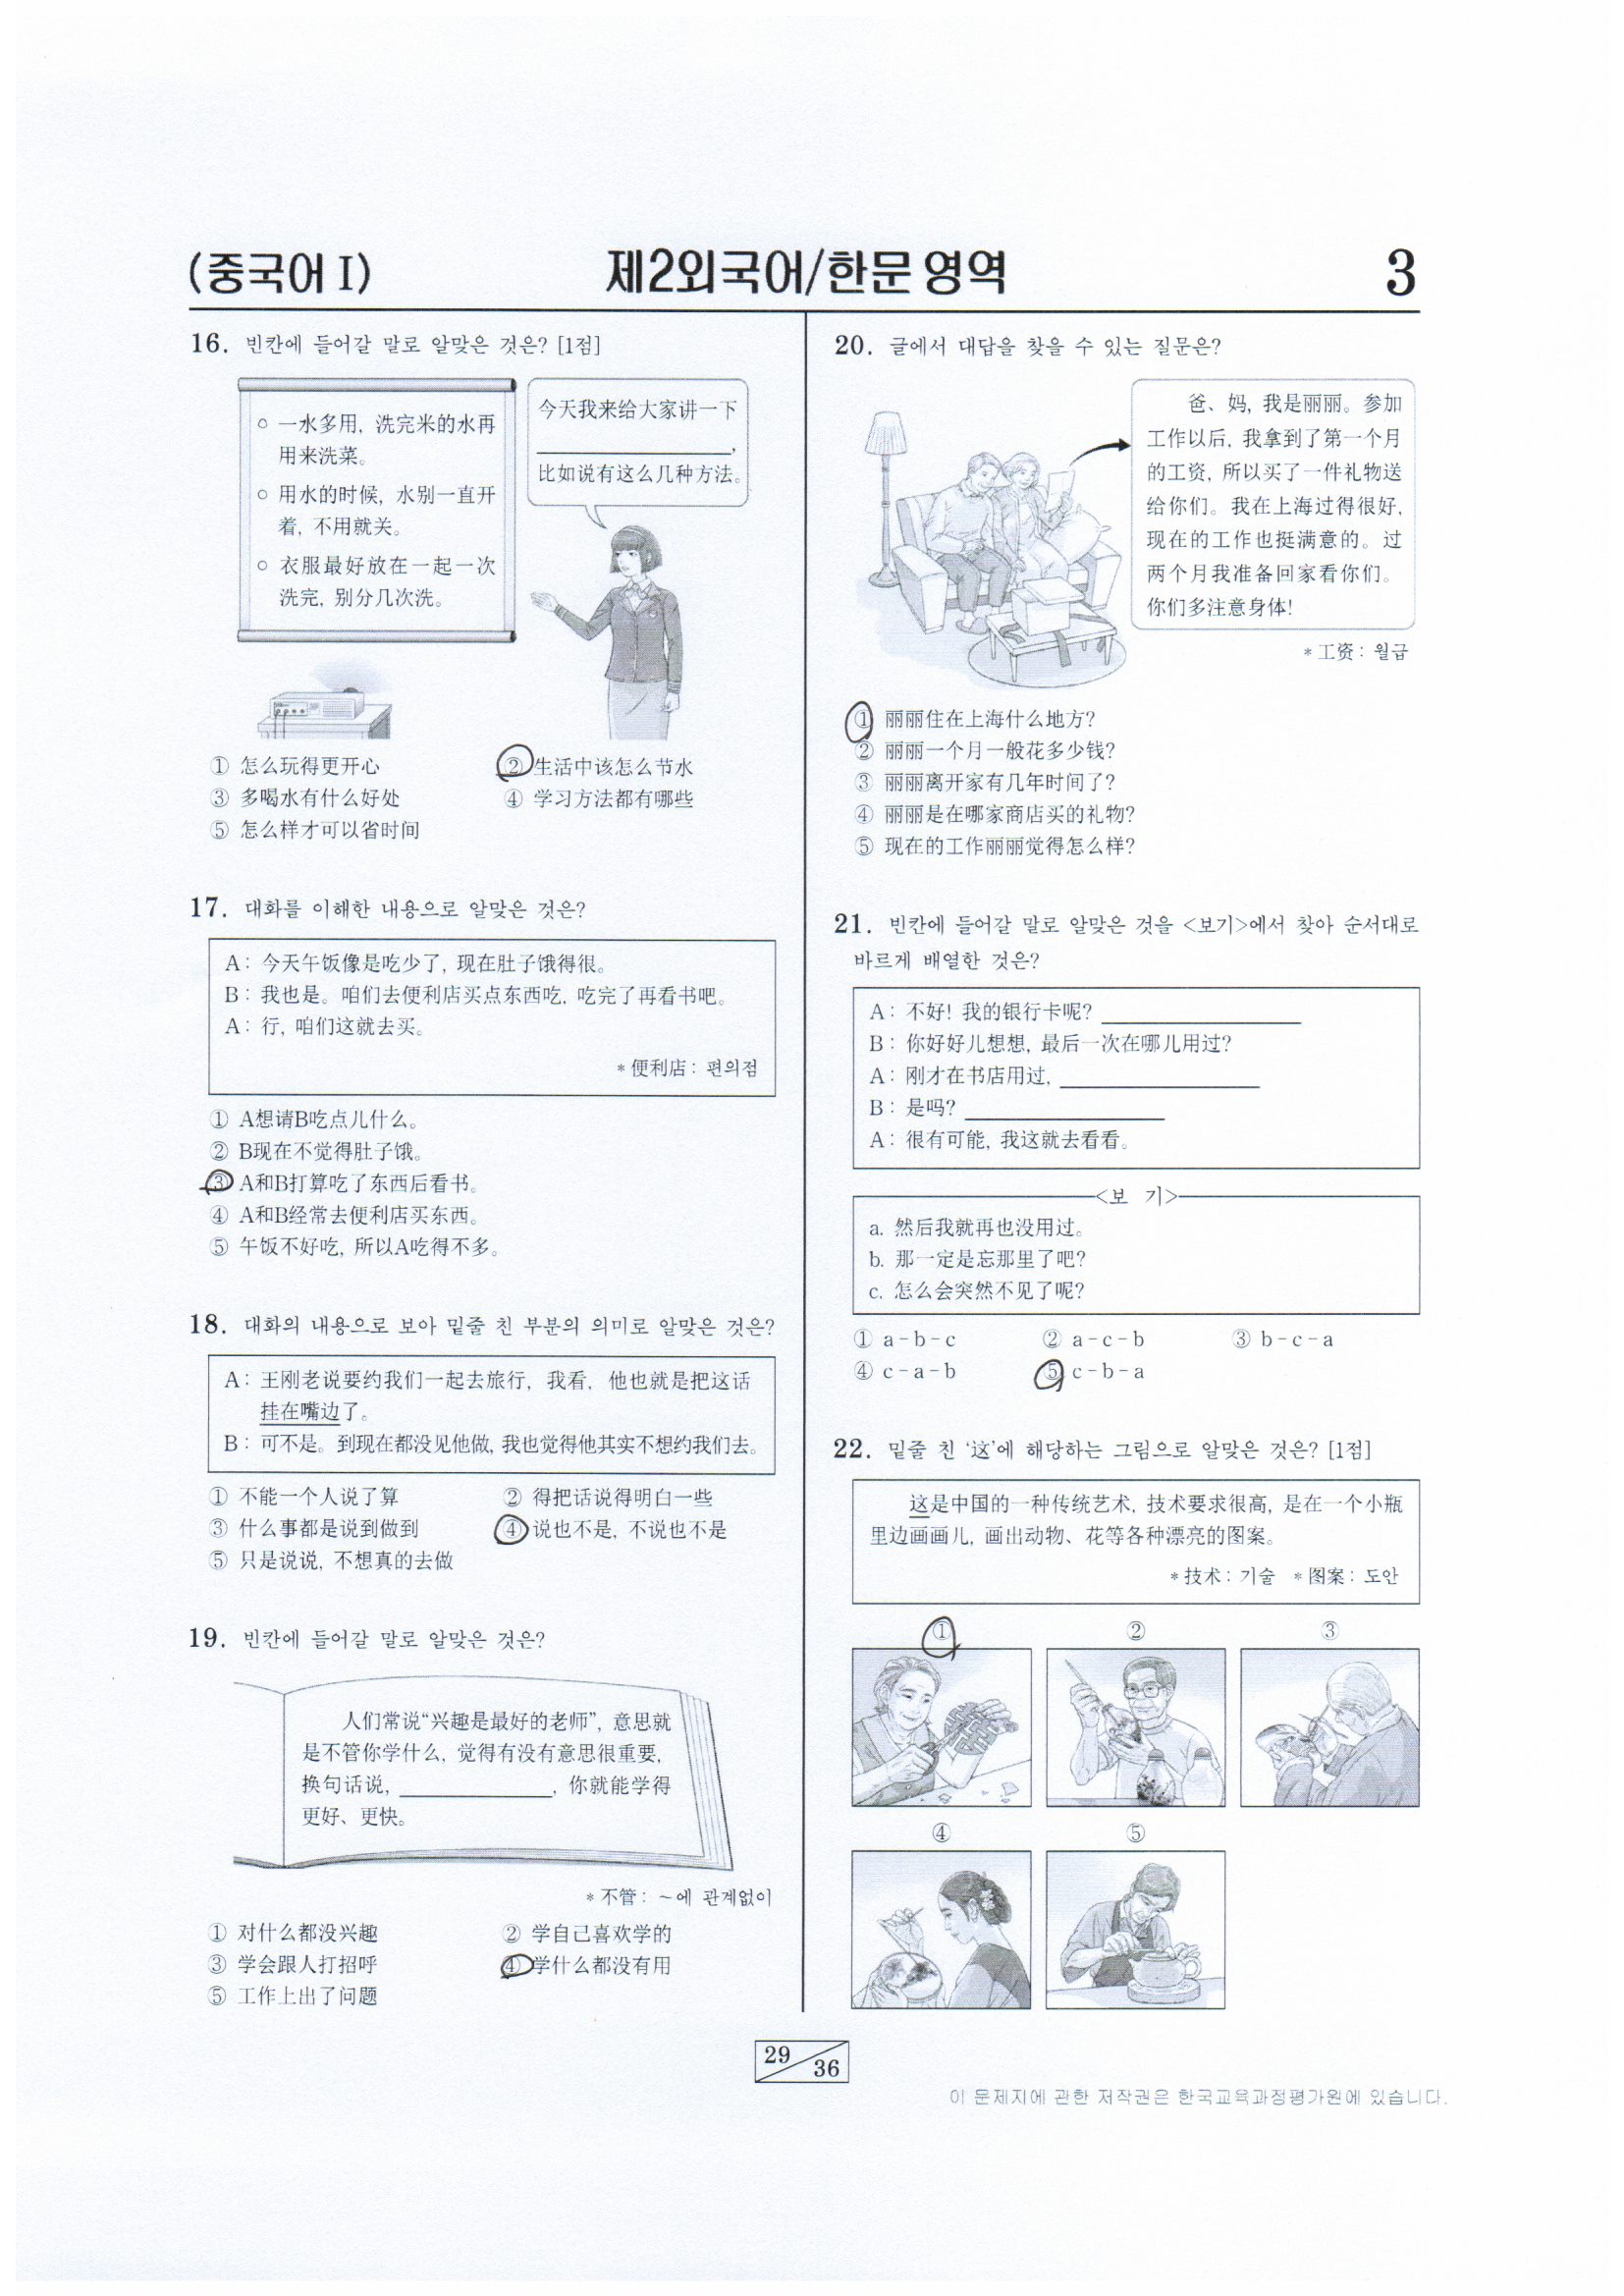 (중국어 I)
제2외국어/한문 영역
3
16. 빈칸에 들어갈 말로 알맞은 것은? [1점]
○ 一水多用, 洗完米的水再
用来洗菜。
○ 用水的时候, 水别一直开
着, 不用就关。
○ 衣服最好放在一起一次
洗完, 别分几次洗。
今天我来给大家讲一下
____________________,
比如说有这么几种方法。
① 怎么玩得更开心 ② 生活中该怎么节水
③ 多喝水有什么好处 ④ 学习方法都有哪些
⑤ 怎么样才可以省时间
17. 대화를 이해한 내용으로 알맞은 것은?
A: 今天午饭像是吃少了, 现在肚子饿得很。
B: 我也是。咱们去便利店买点东西吃, 吃完了再看书吧。
A: 行, 咱们这就去买。
* 便利店: 편의점
① A想请B吃点儿什么。
② B现在不觉得肚子饿。
③ A和B打算吃了东西后看书。
④ A和B经常去便利店买东西。
⑤ 午饭不好吃, 所以A吃得不多。
18. 대화의 내용으로 보아 밑줄 친 부분의 의미로 알맞은 것은?
A: 王刚老说要约我们一起去旅行, 我看, 他也就是把这话
挂在嘴边了。
B: 可不是。到现在都没见他做, 我也觉得他其实不想约我们去。
① 不能一个人说了算 ② 得把话说得明白一些
③ 什么事都是说到做到 ④ 说也不是, 不说也不是
⑤ 只是说说, 不想真的去做
19. 빈칸에 들어갈 말로 알맞은 것은?
人们常说“兴趣是最好的老师”, 意思就
是不管你学什么, 觉得有没有意思很重要,
换句话说, ________________, 你就能学得
更好、更快。
* 不管: ~에 관계없이
① 对什么都没兴趣 ② 学自己喜欢学的
③ 学会跟人打招呼 ④ 学什么都没有用
⑤ 工作上出了问题
20. 글에서 대답을 찾을 수 있는 질문은?
爸、妈, 我是丽丽。参加
工作以后, 我拿到了第一个月
的工资, 所以买了一件礼物送
给你们。我在上海过得很好,
现在的工作也挺满意的。过
两个月我准备回家看你们。
你们多注意身体!
* 工资: 월급
① 丽丽住在上海什么地方?
② 丽丽一个月一般花多少钱?
③ 丽丽离开家有几年时间了?
④ 丽丽是在哪家商店买的礼物?
⑤ 现在的工作丽丽觉得怎么样?
21. 빈칸에 들어갈 말로 알맞은 것을 <보기>에서 찾아 순서대로
바르게 배열한 것은?
A: 不好! 我的银行卡呢? ____________________
B: 你好好儿想想, 最后一次在哪儿用过?
A: 刚才在书店用过, ____________________
B: 是吗? ____________________
A: 很有可能, 我这就去看看。
<보 기>
a. 然后我就再也没用过。
b. 那一定是忘那里了吧?
c. 怎么会突然不见了呢?
① a-b-c ② a-c-b ③ b-c-a
④ c-a-b ⑤ c-b-a
22. 밑줄 친 ‘这’에 해당하는 그림으로 알맞은 것은? [1점]
这是中国的一种传统艺术, 技术要求很高, 是在一个小瓶
里边画画儿, 画出动物、花等各种漂亮的图案。
* 技术: 기술 * 图案: 도안
① ② ③
④ ⑤
29
36
이 문제지에 관한 저작권은 한국교육과정평가원에 있습니다.